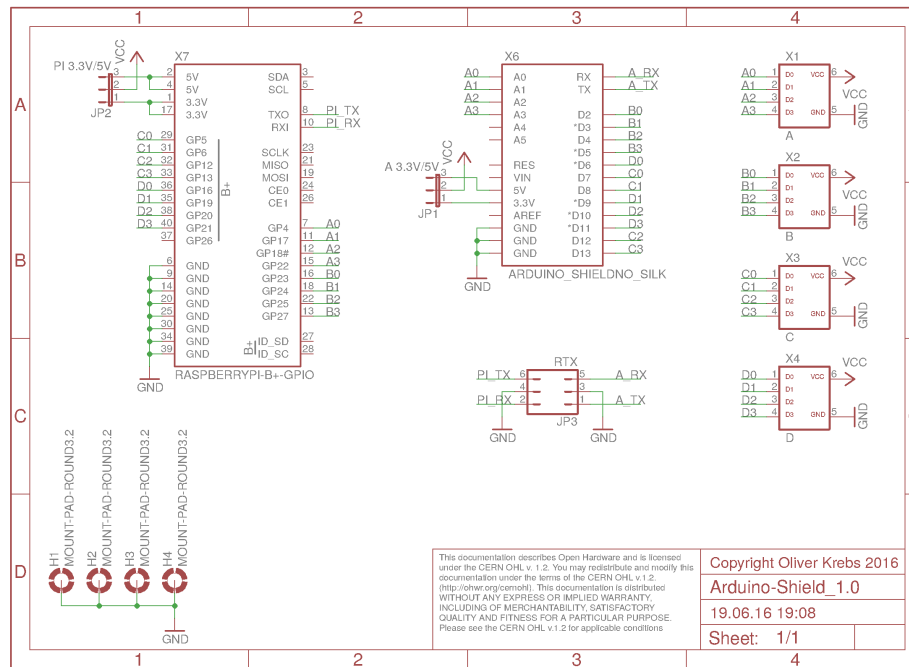 1 2 3 4
A
B
C
D
X7
PI 3.3V/5V
VCC
3
2
1
JP2
2 5V
4 5V
1 3.3V
17 3.3V
C0 29 GP5
C1 31 GP6
C2 32 GP12
C3 33 GP13
D0 36 GP16
D1 35 GP19
D2 38 GP20
D3 40 GP21
37 GP26
B+
6 GND
9 GND
14 GND
20 GND
25 GND
30 GND
34 GND
39 GND
GND
SDA 3
SCL 5
TXO 8 PI_TX
RXI 10 PI_RX
SCLK 23
MISO 21
MOSI 19
CE0 24
CE1 26
GP4 7 A0
GP17 11 A1
GP18# 12 A2
GP22 15 A3
GP23 16 B0
GP24 18 B1
GP25 22 B2
GP27 13 B3
B+
ID_SD 27
ID_SC 28
RASPBERRYPI-B+-GPIO
X6
A0 A0
A1 A1
A2 A2
A3 A3
A4
A5
RES
VIN
5V
3.3V
AREF
GND
GND
GND
GND
A 3.3V/5V
VCC
3
2
1
JP1
RX A_RX
TX A_TX
D2 B0
*D3 B1
D4 B2
*D5 B3
*D6 D0
D7 C0
D8 C1
*D9 D1
*D10 D2
*D11 D3
D12 C2
D13 C3
ARDUINO_SHIELDNO_SILK
X1
A0 1 D0 VCC 6
A1 2 D1
A2 3 D2
A3 4 D3 GND 5
VCC
GND
A
X2
B0 1 D0 VCC 6
B1 2 D1
B2 3 D2
B3 4 D3 GND 5
VCC
GND
B
X3
C0 1 D0 VCC 6
C1 2 D1
C2 3 D2
C3 4 D3 GND 5
VCC
GND
C
X4
D0 1 D0 VCC 6
D1 2 D1
D2 3 D2
D3 4 D3 GND 5
VCC
GND
D
RTX
PI_TX 6 5 A_RX
4 3
PI_RX 2 1 A_TX
JP3
GND
GND
H1
MOUNT-PAD-ROUND3.2
H2
MOUNT-PAD-ROUND3.2
H3
MOUNT-PAD-ROUND3.2
H4
MOUNT-PAD-ROUND3.2
GND
This documentation describes Open Hardware and is licensed
under the CERN OHL v. 1.2. You may redistribute and modify this
documentation under the terms of the CERN OHL v.1.2.
(http://ohwr.org/cernohl). This documentation is distributed
WITHOUT ANY EXPRESS OR IMPLIED WARRANTY,
INCLUDING OF MERCHANTABILITY, SATISFACTORY
QUALITY AND FITNESS FOR A PARTICULAR PURPOSE.
Please see the CERN OHL v.1.2 for applicable conditions
Copyright Oliver Krebs 2016
Arduino-Shield_1.0
19.06.16 19:08
Sheet: 1/1
1 2 3 4